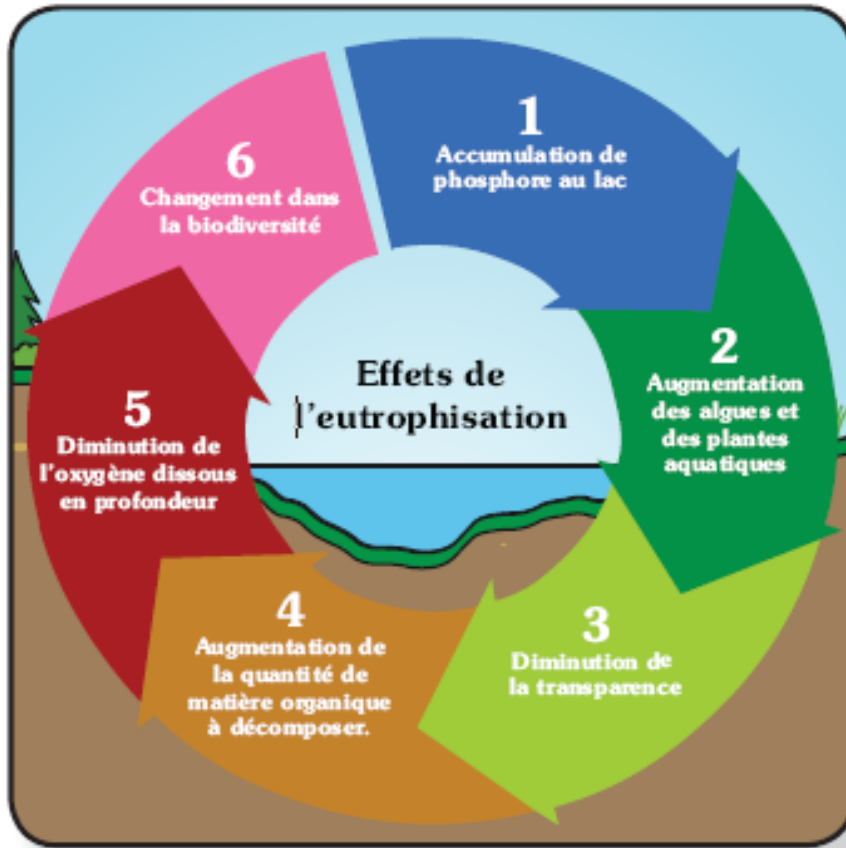 1
Accumulation de
phosphore au lac
2
Augmentation
des algues et
des plantes
aquatiques
3
Diminution de
la transparence
4
Augmentation de
la quantité de
matière organique
à décomposer.
5
Diminution de
l'oxygène dissous
en profondeur
6
Changement dans
la biodiversité
Effets de
l'eutrophisation